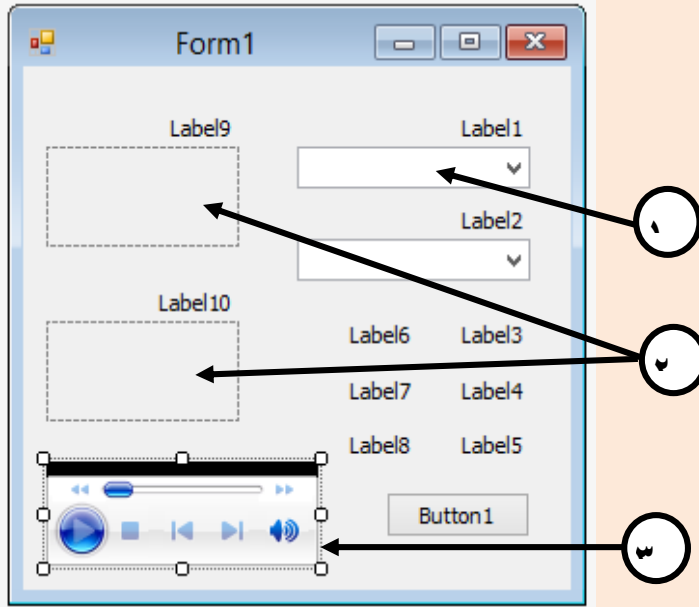 Form1
Label9 Label1
١
Label2
Label10
Label6 Label3
٢
Label7 Label4
Label8 Label5
Button1
٣